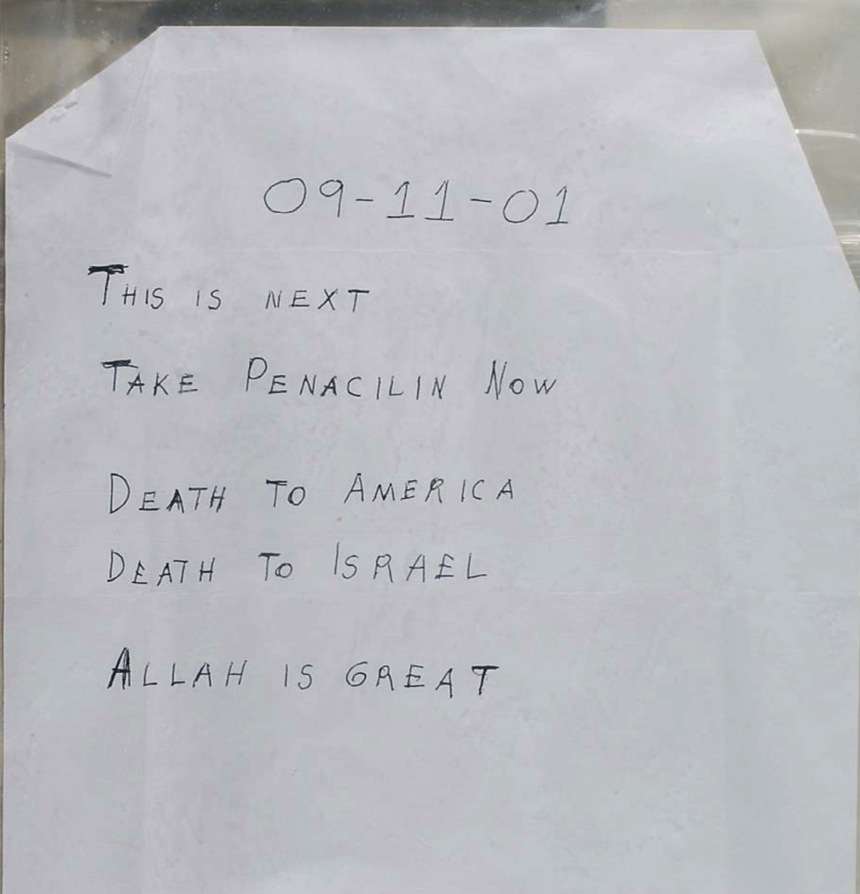 09-11-01
THIS IS NEXT
TAKE PENACILIN NOW
DEATH TO AMERICA
DEATH TO ISRAEL
ALLAH IS GREAT